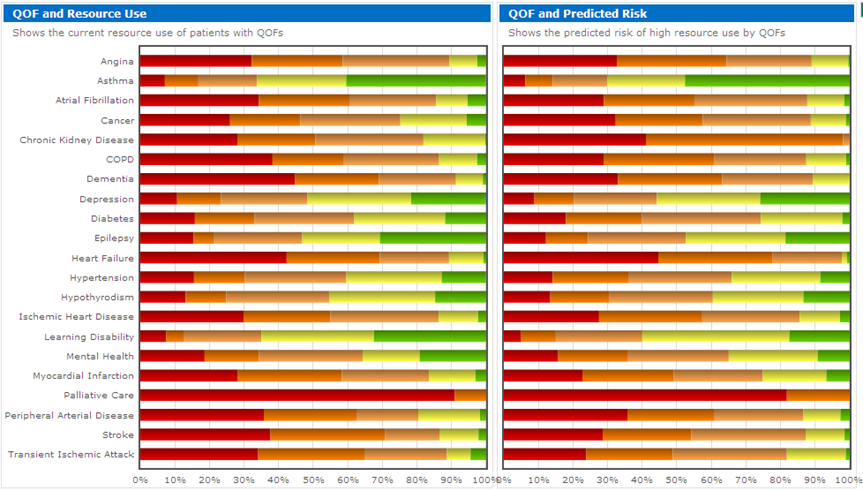 QOF and Resource Use
Shows the current resource use of patients with QOFs
Angina
Asthma
Atrial Fibrillation
Cancer
Chronic Kidney Disease
COPD
Dementia
Depression
Diabetes
Epilepsy
Heart Failure
Hypertension
Hypothyrodism
Ischemic Heart Disease
Learning Disability
Mental Health
Myocardial Infarction
Palliative Care
Peripheral Arterial Disease
Stroke
Transient Ischemic Attack
0% 10% 20% 30% 40% 50% 60% 70% 80% 90% 100%
QOF and Predicted Risk
Shows the predicted risk of high resource use by QOFs
0% 10% 20% 30% 40% 50% 60% 70% 80% 90% 100%